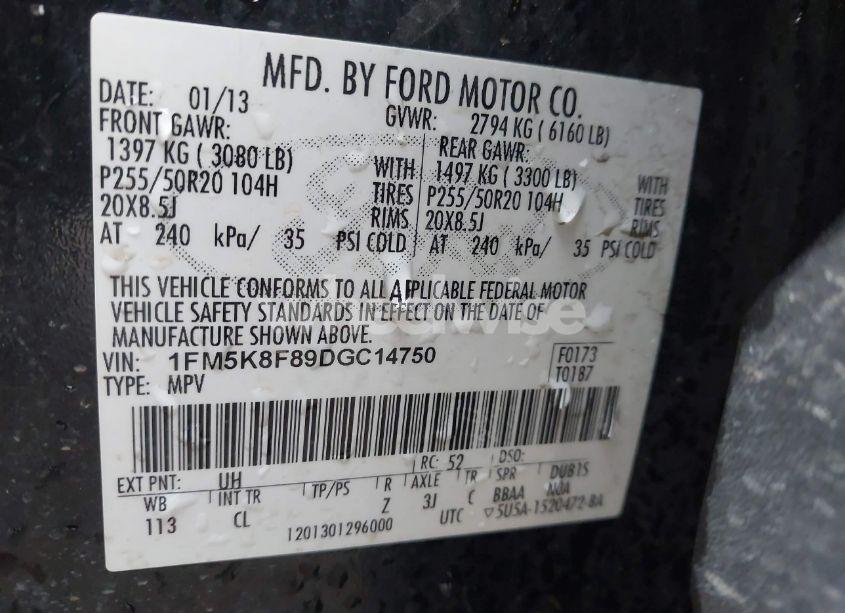 MFD. BY FORD MOTOR CO.
DATE: 01/13 GVWR: 2794 KG ( 6160 LB)
FRONT GAWR: REAR GAWR:
1397 KG ( 3080 LB) WITH 1497 KG ( 3300 LB) WITH
P255/50R20 104H TIRES P255/50R20 104H TIRES
20X8.5J RIMS 20X8.5J RIMS
AT 240 kPa/ 35 PSI COLD AT 240 kPa/ 35 PSI COLD
THIS VEHICLE CONFORMS TO ALL APPLICABLE FEDERAL MOTOR
VEHICLE SAFETY STANDARDS IN EFFECT ON THE DATE OF
MANUFACTURE SHOWN ABOVE.
VIN: 1FM5K8F89DGC14750 F0173
TYPE: MPV T0187
EXT PNT: UH RC: 52 DSO:
WB INT TR TP/PS R AXLE TR SPR DUB1S
113 CL Z 3J C BBAA NOA
1201301296000 UTC ▽5U5A-1520472-BA